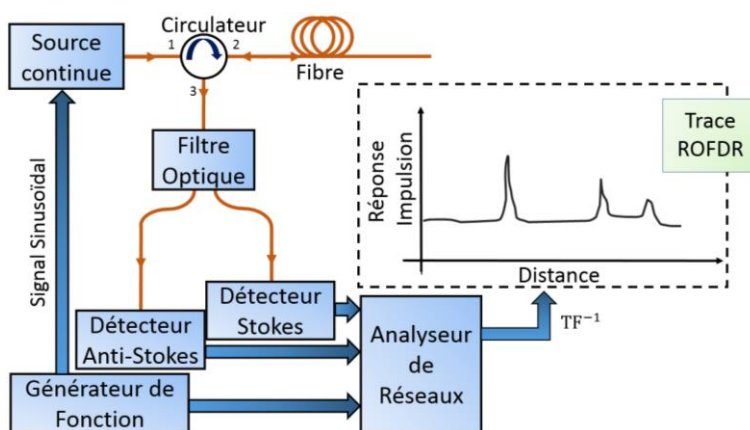 Circulateur
Source
continue
1
2
3
Fibre
Filtre
Optique
Signal Sinusoïdal
Trace
ROFDR
Réponse
Impulsion
Distance
Détecteur
Stokes
Détecteur
Anti-Stokes
Analyseur
de
Réseaux
TF⁻¹
Générateur de
Fonction